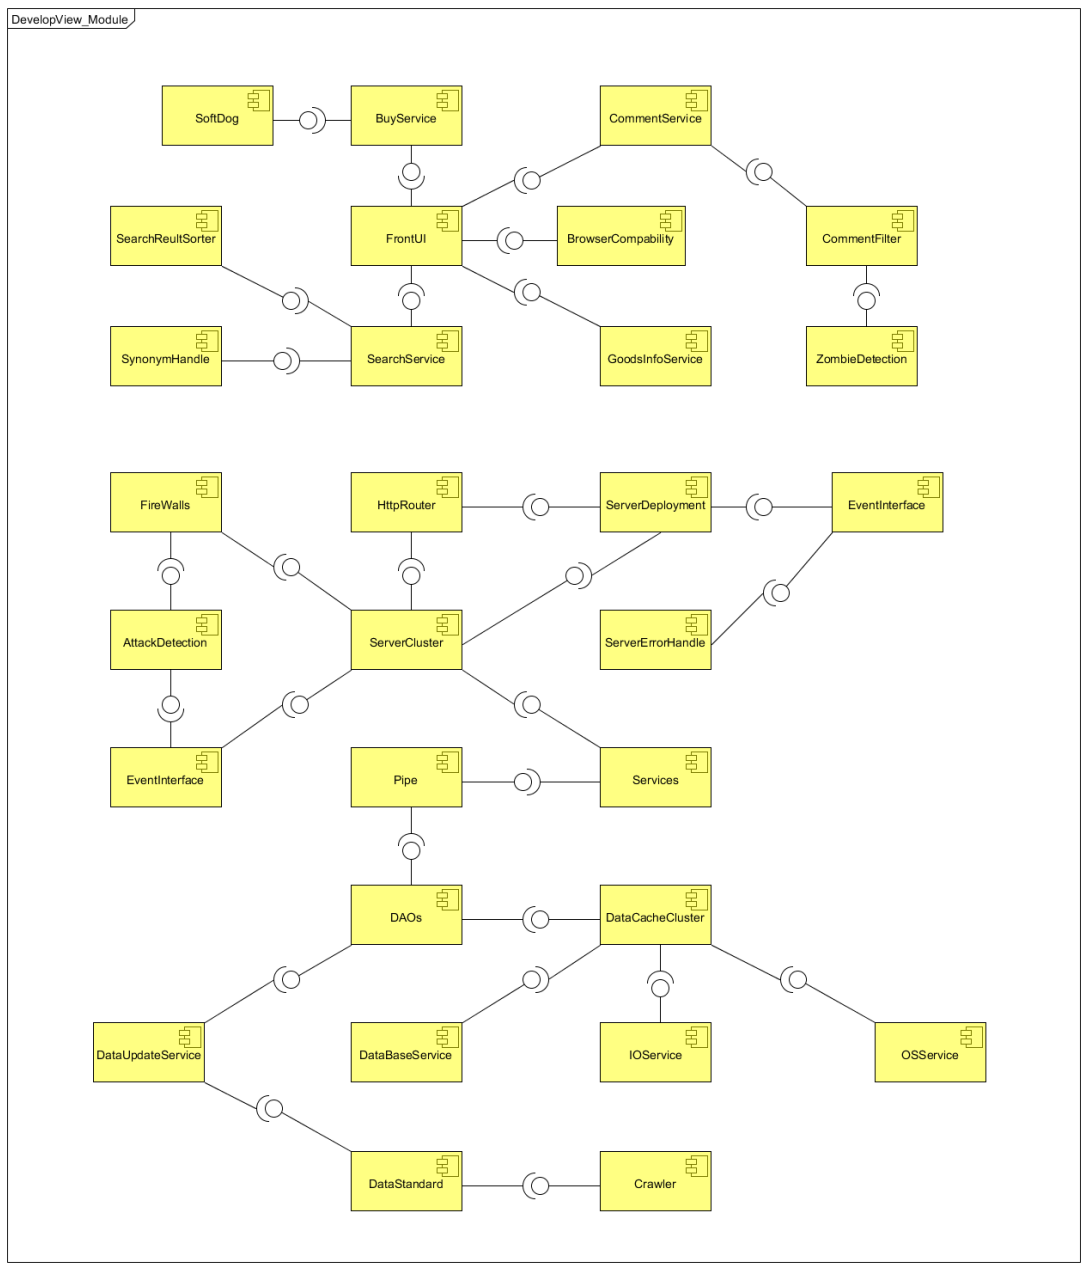 DevelopView_Module
SoftDog
BuyService
CommentService
SearchReultSorter
FrontUI
BrowserCompability
CommentFilter
SynonymHandle
SearchService
GoodsInfoService
ZombieDetection
FireWalls
HttpRouter
ServerDeployment
EventInterface
AttackDetection
ServerCluster
ServerErrorHandle
EventInterface
Pipe
Services
DAOs
DataCacheCluster
DataUpdateService
DataBaseService
IOService
OSService
DataStandard
Crawler